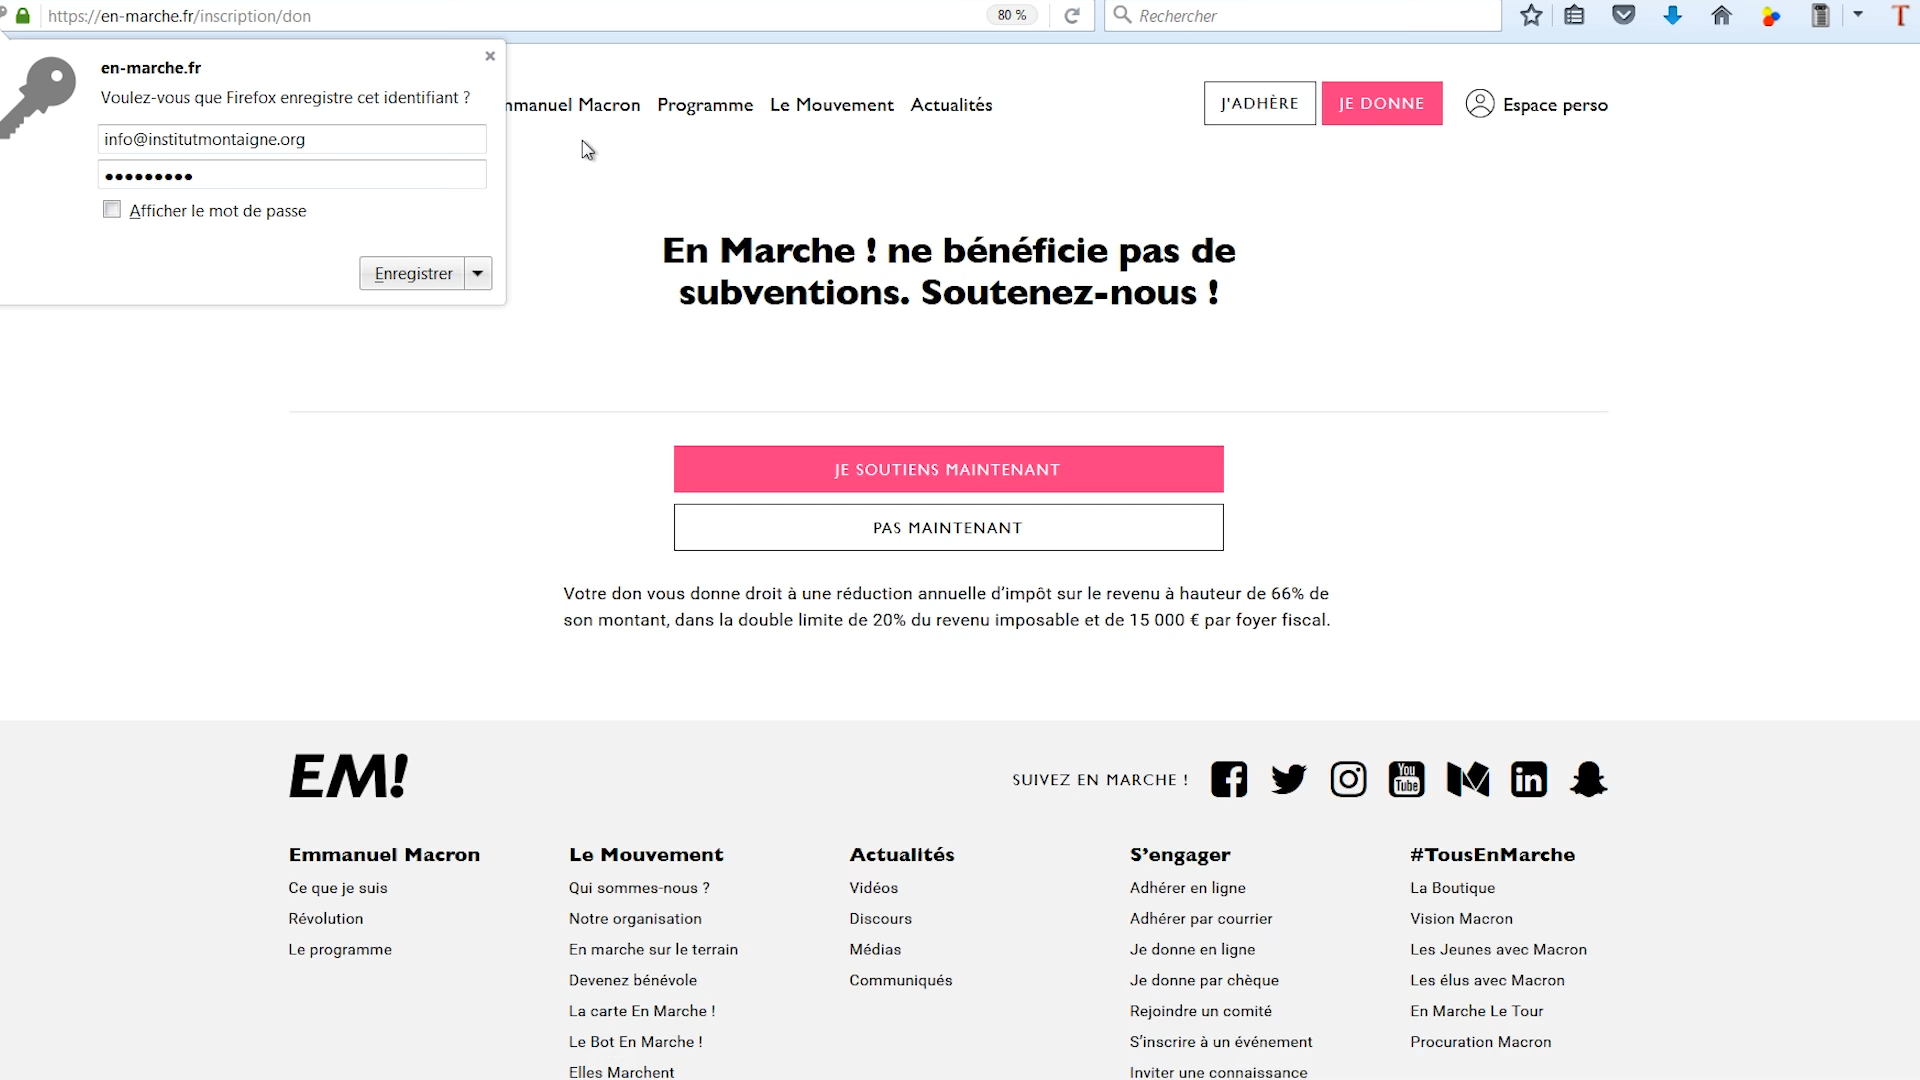 https://en-marche.fr/inscription/don
80 %
Rechercher
T
en-marche.fr
Voulez-vous que Firefox enregistre cet identifiant ?
info@institutmontaigne.org
Afficher le mot de passe
Enregistrer
Macron
Programme
Le Mouvement
Actualités
J'ADHÈRE
JE DONNE
Espace perso
En Marche ! ne bénéficie pas de
subventions. Soutenez-nous !
JE SOUTIENS MAINTENANT
PAS MAINTENANT
Votre don vous donne droit à une réduction annuelle d'impôt sur le revenu à hauteur de 66% de
son montant, dans la double limite de 20% du revenu imposable et de 15 000 € par foyer fiscal.
EM!
SUIVEZ EN MARCHE !
You
Tube
in
Emmanuel Macron
Ce que je suis
Révolution
Le programme
Le Mouvement
Qui sommes-nous ?
Notre organisation
En marche sur le terrain
Devenez bénévole
La carte En Marche !
Le Bot En Marche !
Elles Marchent
Actualités
Vidéos
Discours
Médias
Communiqués
S'engager
Adhérer en ligne
Adhérer par courrier
Je donne en ligne
Je donne par chèque
Rejoindre un comité
S'inscrire à un événement
Inviter une connaissance
#TousEnMarche
La Boutique
Vision Macron
Les Jeunes avec Macron
Les élus avec Macron
En Marche Le Tour
Procuration Macron